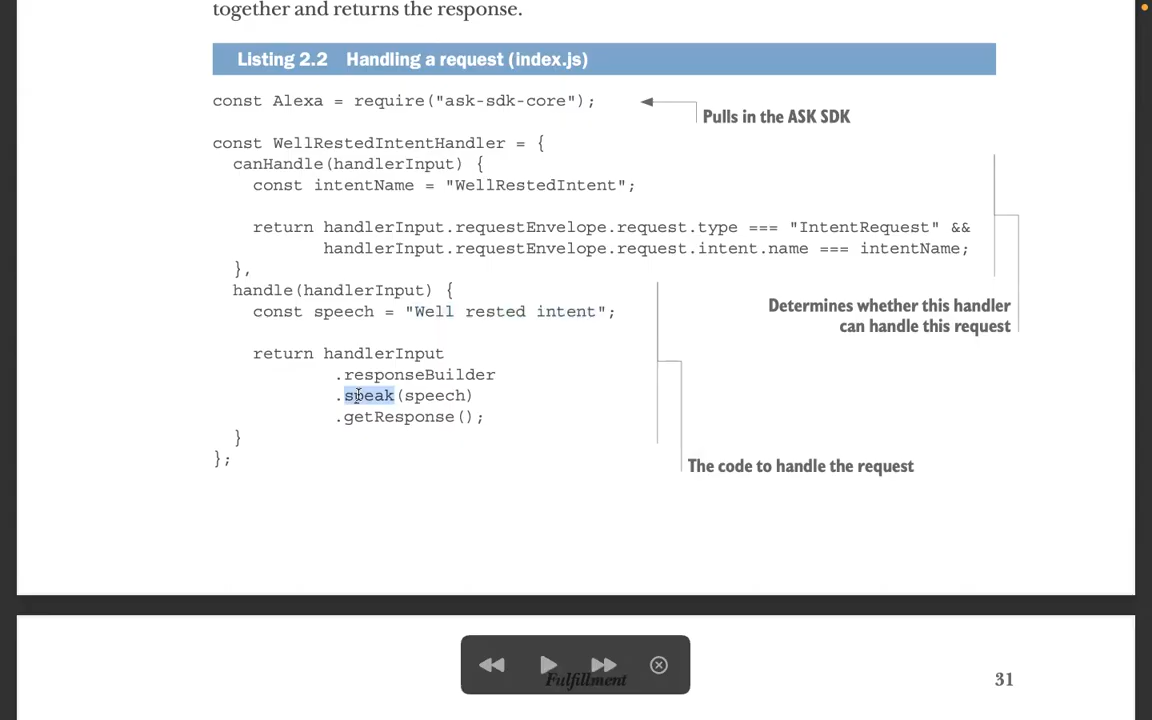 together and returns the response.
Listing 2.2 Handling a request (index.js)
const Alexa = require("ask-sdk-core");
Pulls in the ASK SDK
const WellRestedIntentHandler = {
canHandle(handlerInput) {
const intentName = "WellRestedIntent";
return handlerInput.requestEnvelope.request.type === "IntentRequest" &&
handlerInput.requestEnvelope.request.intent.name === intentName;
},
handle(handlerInput) {
const speech = "Well rested intent";
Determines whether this handler
can handle this request
return handlerInput
.responseBuilder
.speak(speech)
.getResponse();
}
};
The code to handle the request
Fulfillment
31